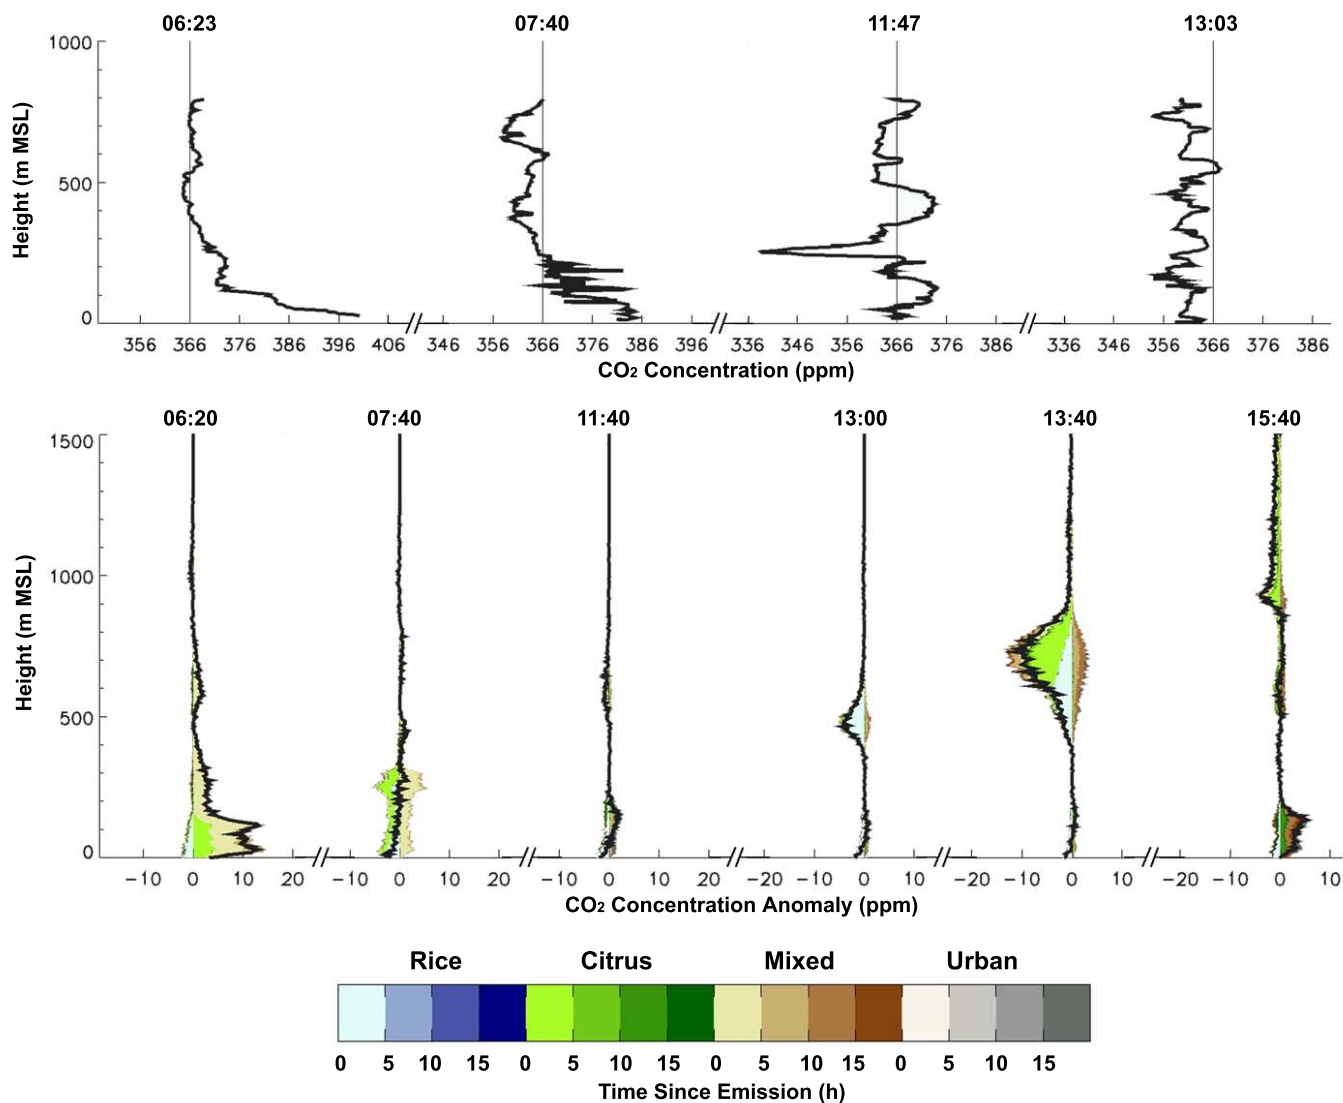 06:23 07:40 11:47 13:03
1000
500
0
Height (m MSL)
356 366 376 386 396 406 346 356 366 376 386 396 336 346 356 366 376 386 336 346 356 366 376 386
CO2 Concentration (ppm)
06:20 07:40 11:40 13:00 13:40 15:40
1500
1000
500
0
Height (m MSL)
−10 0 10 20 −10 0 10 20 −10 0 10 −20 −10 0 10 −20 −10 0 10 −20 −10 0 10
CO2 Concentration Anomaly (ppm)
Rice Citrus Mixed Urban
0 5 10 15 0 5 10 15 0 5 10 15 0 5 10 15
Time Since Emission (h)